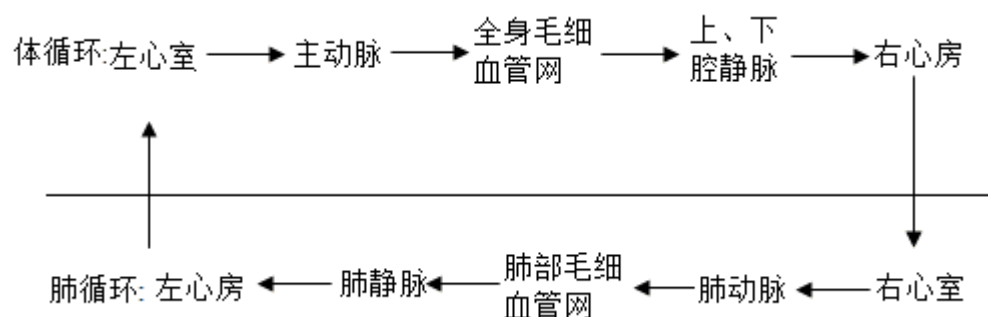 体循环:左心室
主动脉
全身毛细
血管网
上、下
腔静脉
右心房
肺循环: 左心房
肺静脉
肺部毛细
血管网
肺动脉
右心室